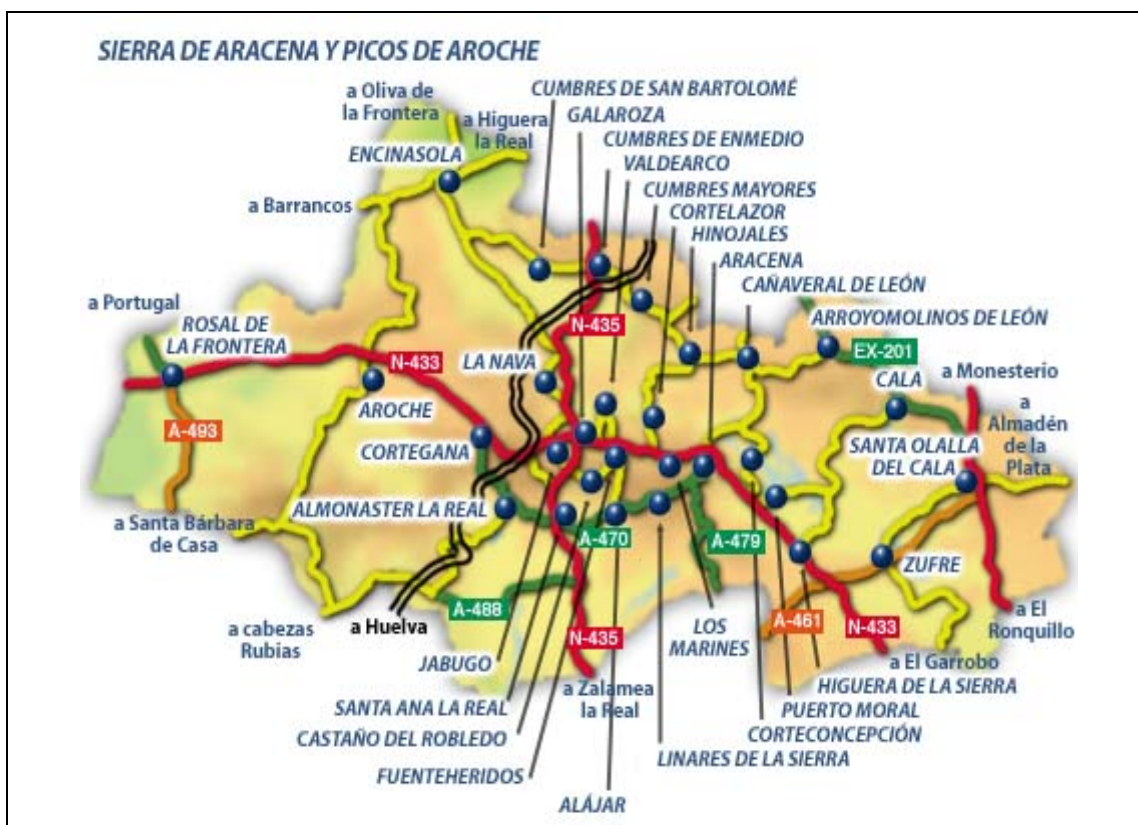 SIERRA DE ARACENA Y PICOS DE AROCHE
a Oliva de
la Frontera
a Higuera
la Real
ENCINASOLA
a Barrancos
CUMBRES DE SAN BARTOLOMÉ
GALAROZA
CUMBRES DE ENMEDIO
VALDEARCO
CUMBRES MAYORES
CORTELAZOR
HINOJALES
ARACENA
CAÑAVERAL DE LEÓN
ARROYOMOLINOS DE LEÓN
a Portugal
ROSAL DE
LA FRONTERA
N-433
N-435
LA NAVA
EX-201
CALA
a Monesterio
a
Almadén
de la
Plata
AROCHE
A-493
CORTEGANA
SANTA OLALLA
DEL CALA
ALMONASTER LA REAL
a Santa Bárbara
de Casa
A-470
A-479
ZUFRE
A-488
a cabezas
Rubias
a Huelva
N-435
LOS
MARINES
A-461
N-433
a El
Ronquillo
JABUGO
a El Garrobo
HIGUERA DE LA SIERRA
a Zalamea
la Real
SANTA ANA LA REAL
PUERTO MORAL
CASTAÑO DEL ROBLEDO
CORTECONCEPCIÓN
LINARES DE LA SIERRA
FUENTEHERIDOS
ALÁJAR